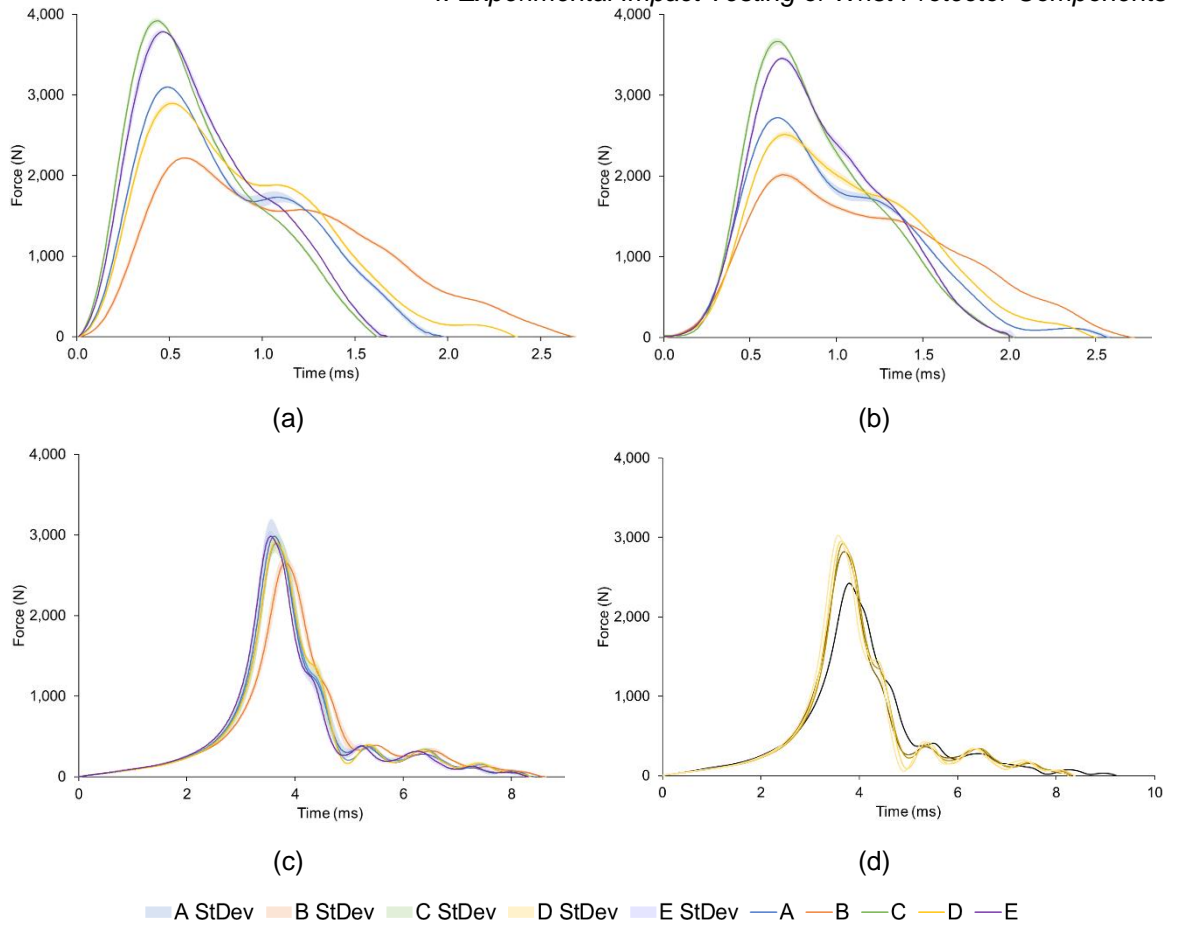 4,000
3,000
2,000
1,000
0
Force (N)
0.0 0.5 1.0 1.5 2.0 2.5
Time (ms)
(a)
4,000
3,000
2,000
1,000
0
Force (N)
0.0 0.5 1.0 1.5 2.0 2.5
Time (ms)
(b)
4,000
3,000
2,000
1,000
0
Force (N)
0 2 4 6 8
Time (ms)
(c)
4,000
3,000
2,000
1,000
0
Force (N)
0 2 4 6 8 10
Time (ms)
(d)
A StDev B StDev C StDev D StDev E StDev A B C D E